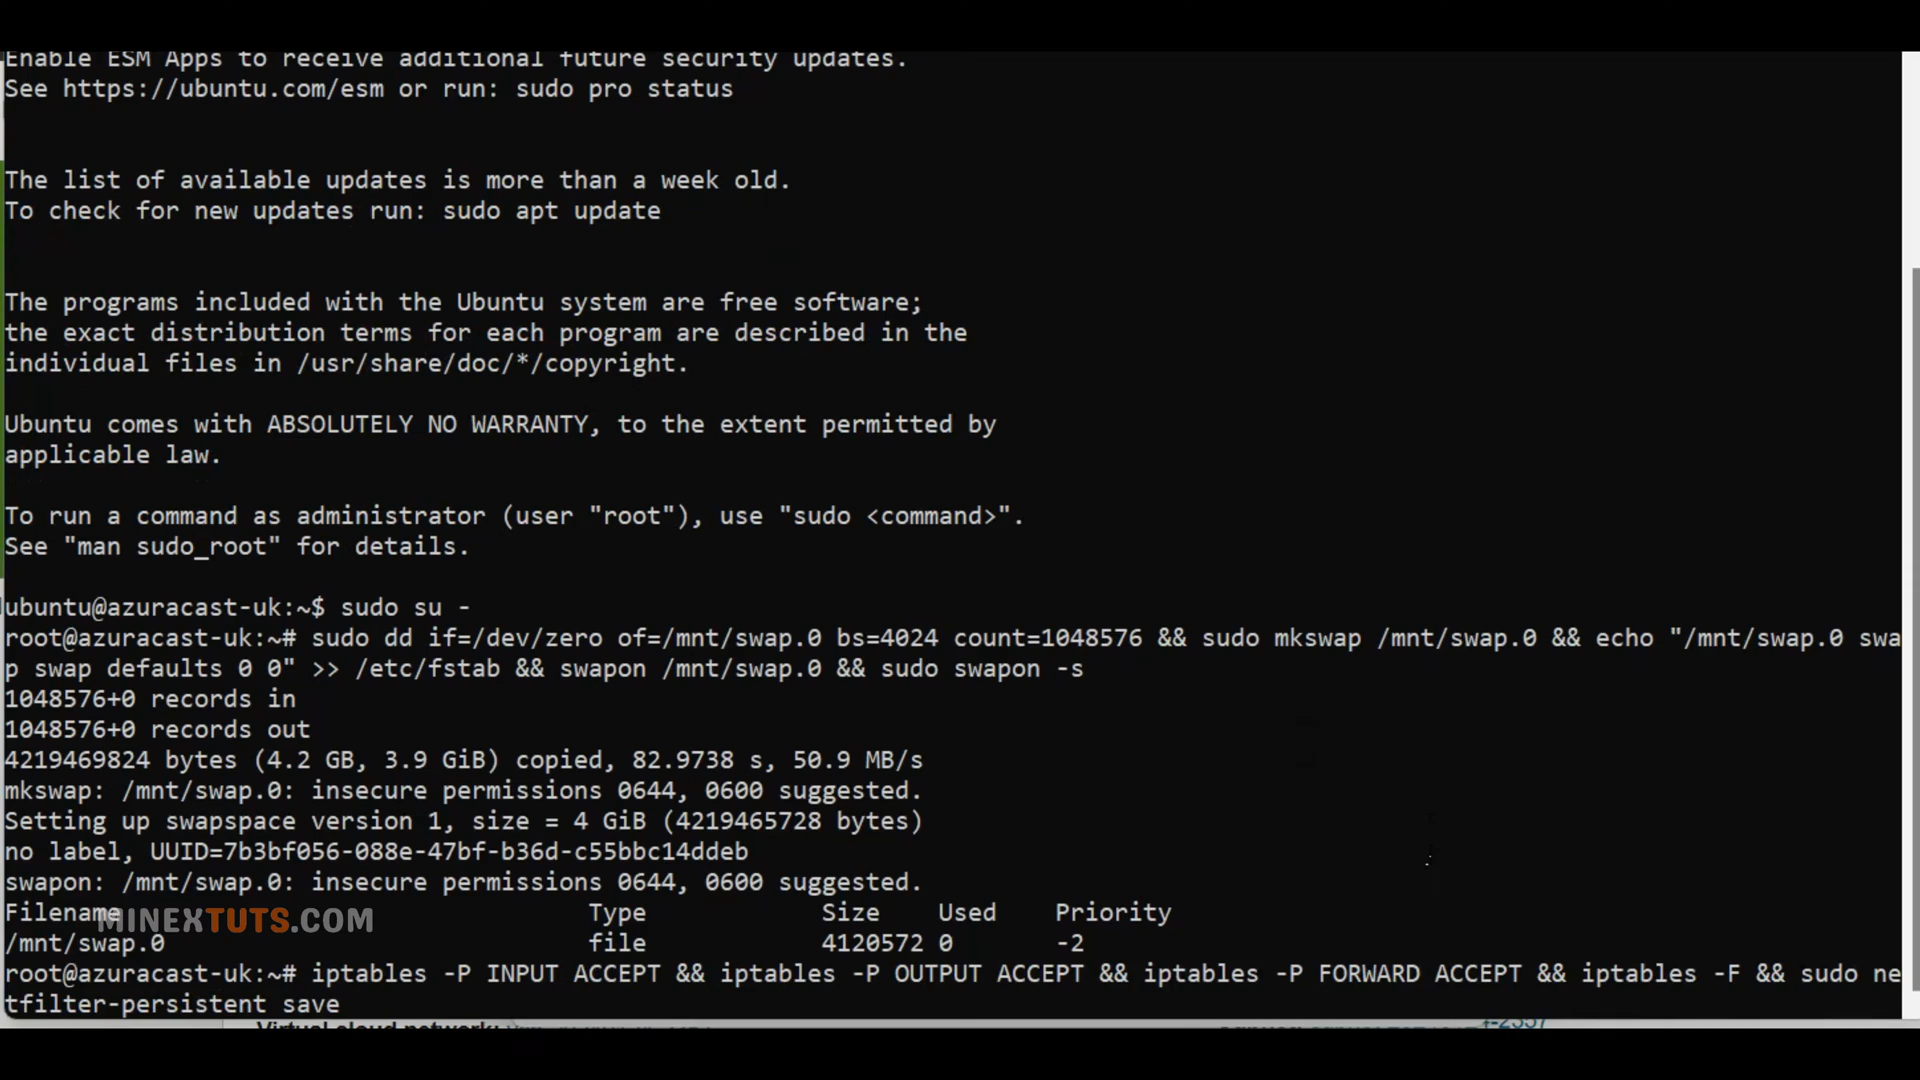 Enable ESM Apps to receive additional future security updates.
See https://ubuntu.com/esm or run: sudo pro status
The list of available updates is more than a week old.
To check for new updates run: sudo apt update
The programs included with the Ubuntu system are free software;
the exact distribution terms for each program are described in the
individual files in /usr/share/doc/*/copyright.
Ubuntu comes with ABSOLUTELY NO WARRANTY, to the extent permitted by
applicable law.
To run a command as administrator (user "root"), use "sudo <command>".
See "man sudo_root" for details.
ubuntu@azuracast-uk:~$ sudo su -
root@azuracast-uk:~# sudo dd if=/dev/zero of=/mnt/swap.0 bs=4024 count=1048576 && sudo mkswap /mnt/swap.0 && echo "/mnt/swap.0 swa
p swap defaults 0 0" >> /etc/fstab && swapon /mnt/swap.0 && sudo swapon -s
1048576+0 records in
1048576+0 records out
4219469824 bytes (4.2 GB, 3.9 GiB) copied, 82.9738 s, 50.9 MB/s
mkswap: /mnt/swap.0: insecure permissions 0644, 0600 suggested.
Setting up swapspace version 1, size = 4 GiB (4219465728 bytes)
no label, UUID=7b3bf056-088e-47bf-b36d-c55bbc14ddeb
swapon: /mnt/swap.0: insecure permissions 0644, 0600 suggested.
Filename Type Size Used Priority
MINEXTUTS.COM
/mnt/swap.0 file 4120572 0 -2
root@azuracast-uk:~# iptables -P INPUT ACCEPT && iptables -P OUTPUT ACCEPT && iptables -P FORWARD ACCEPT && iptables -F && sudo ne
tfilter-persistent save